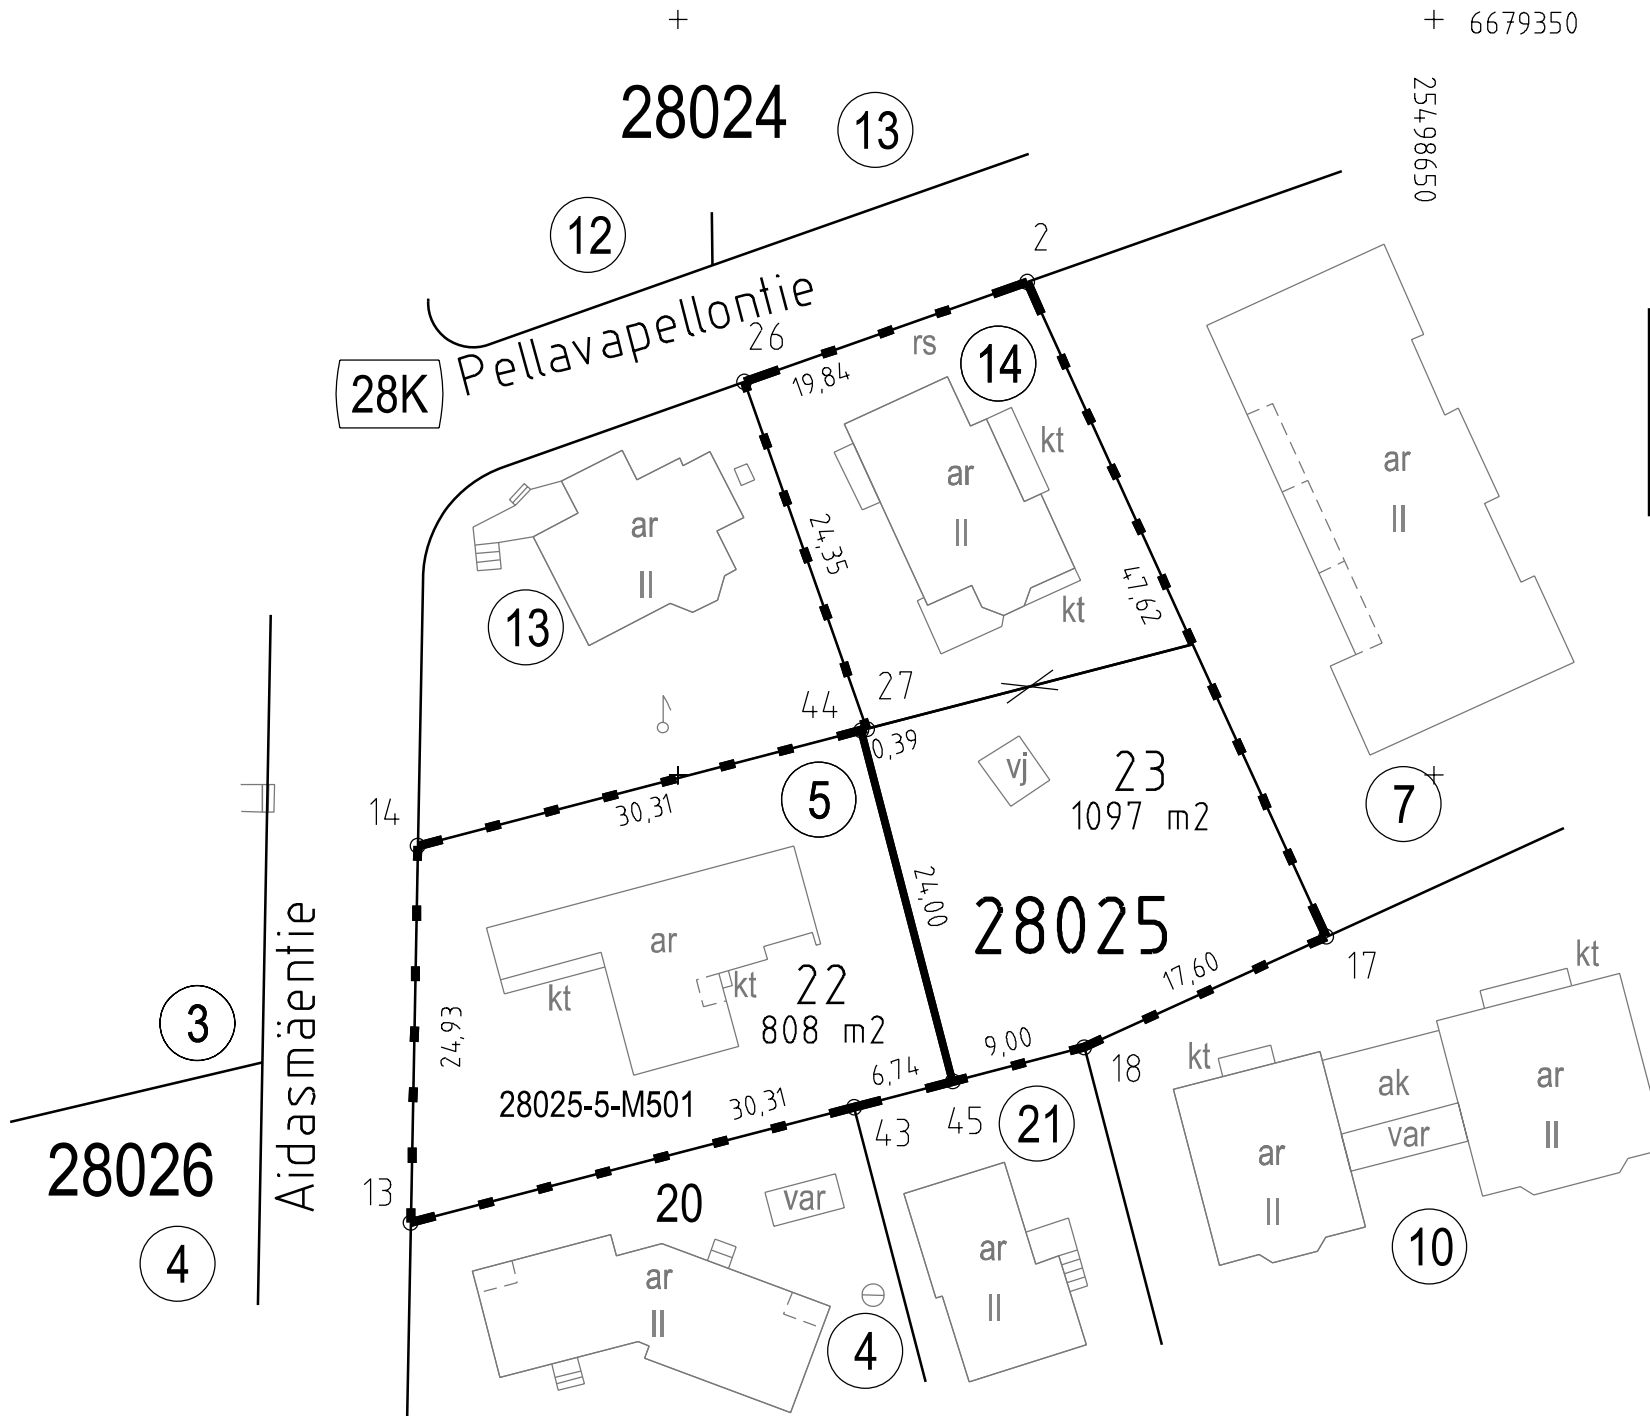 6679350
25498650
28024
13
12
2
Pellavapellontie
26
28K
rs
14
19,84
kt
ar
II
ar
II
24,35
ar
II
47,62
kt
13
27
44
0,39
vj
23
1097 m2
5
7
14
30,31
24,00
28025
ar
kt
kt
22
808 m2
17,60
17
kt
3
Aidasmäentie
24,93
9,00
18
kt
6,74
28025-5-M501
30,31
43
45
21
ak
var
ar
II
ar
II
28026
13
20
var
4
ar
II
ar
II
4
10